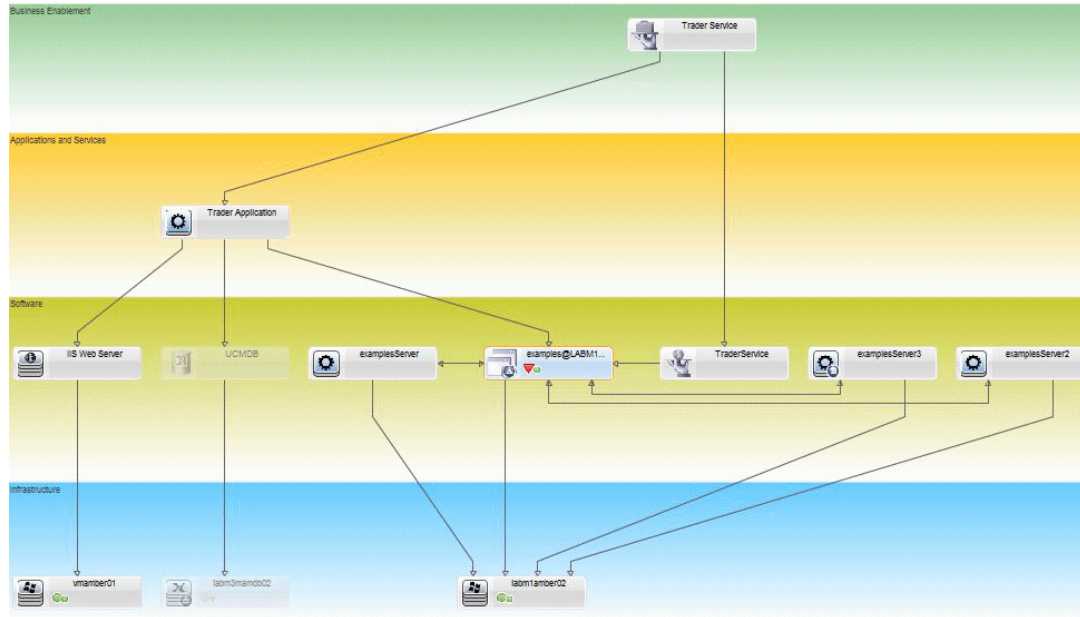 Business Enablement
Trader Service
Applications and Services
Trader Application
Software
IIS Web Server
UCMDB
examplesServer
examples@LABM1...
TraderService
examplesServer3
examplesServer2
Infrastructure
vmamber01
labm3mamdb02
labm1amber02